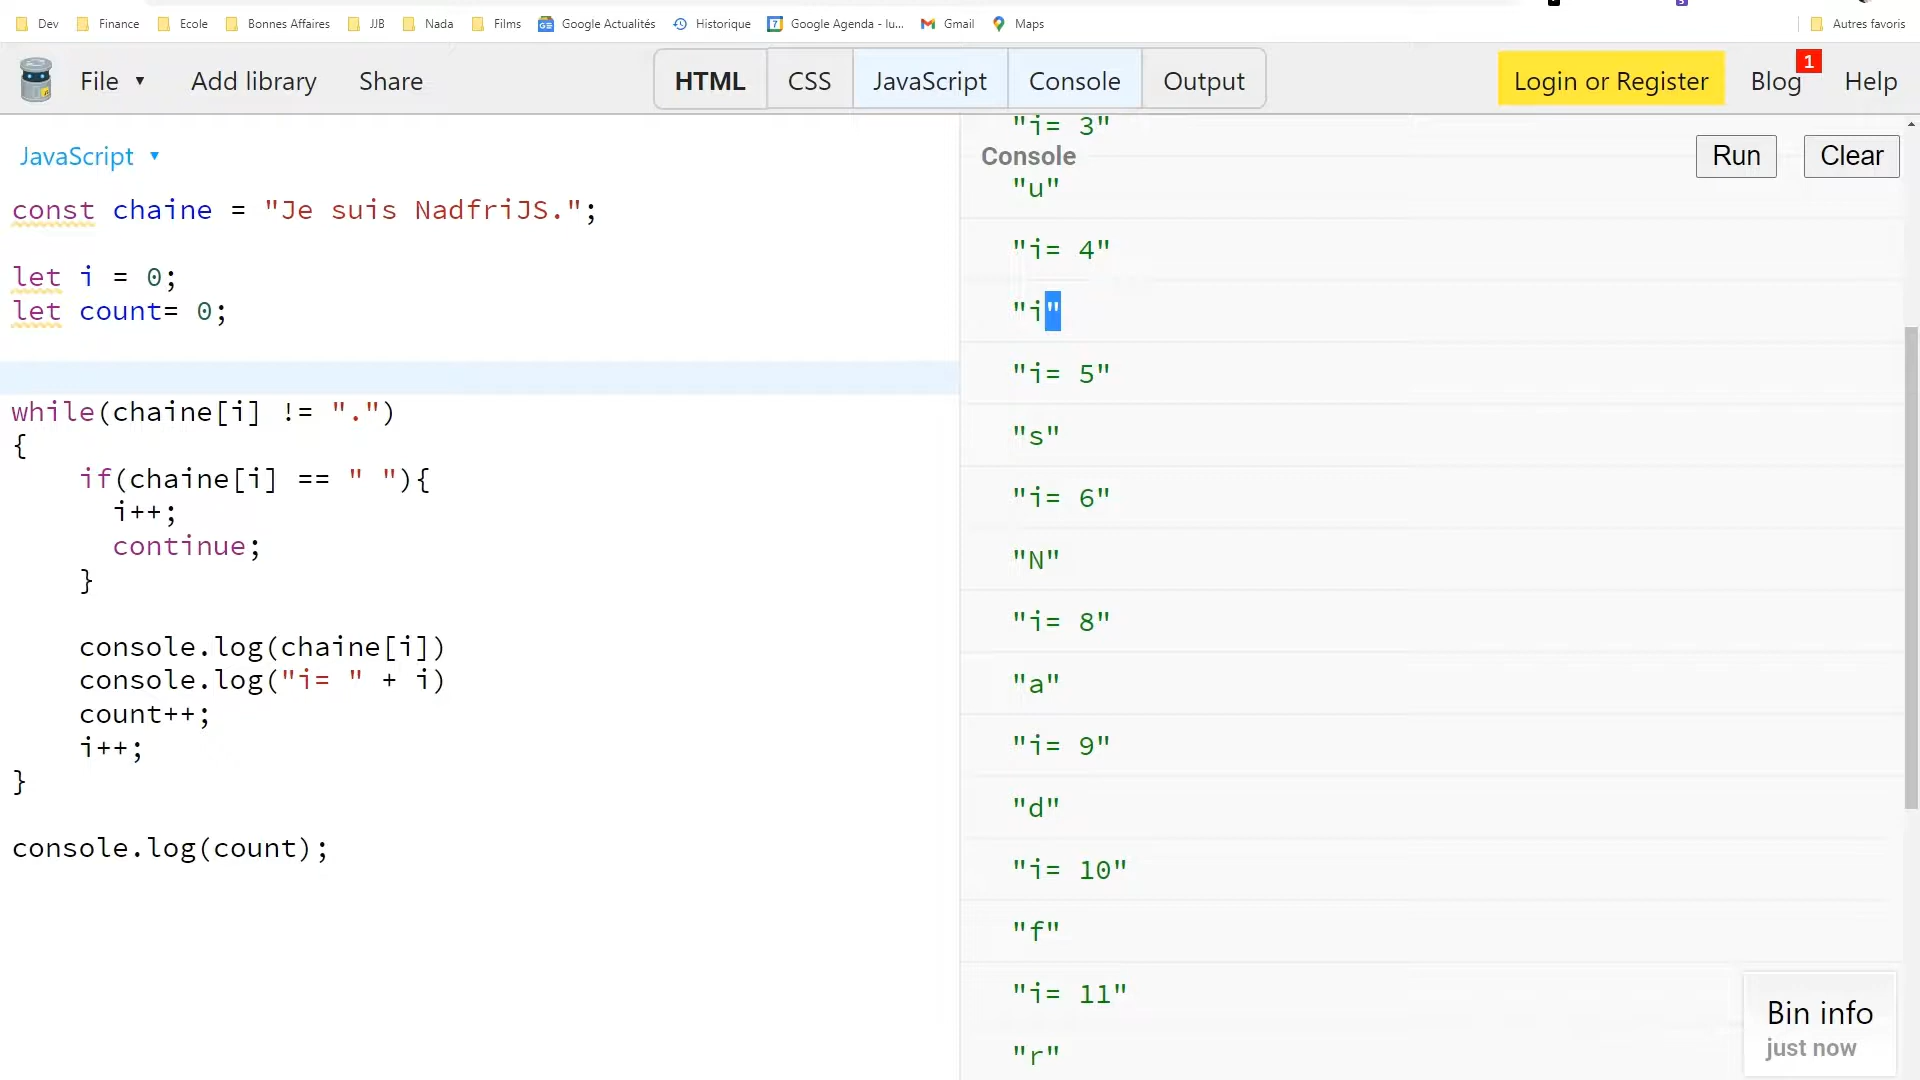 Dev Finance Ecole Bonnes Affaires JJB Nada Films Google Actualités Historique Google Agenda - lu... Gmail Maps Autres favoris
File ▼ Add library Share HTML CSS JavaScript Console Output Login or Register Blog 1 Help
JavaScript ▼
const chaine = "Je suis NadfriJS.";
let i = 0;
let count= 0;
while(chaine[i] != ".")
{
if(chaine[i] == " "){
i++;
continue;
}
console.log(chaine[i])
console.log("i= " + i)
count++;
i++;
}
console.log(count);
"i= 3"
Console Run Clear
"u"
"i= 4"
"i"
"i= 5"
"s"
"i= 6"
"N"
"i= 8"
"a"
"i= 9"
"d"
"i= 10"
"f"
"i= 11"
"r"
Bin info
just now